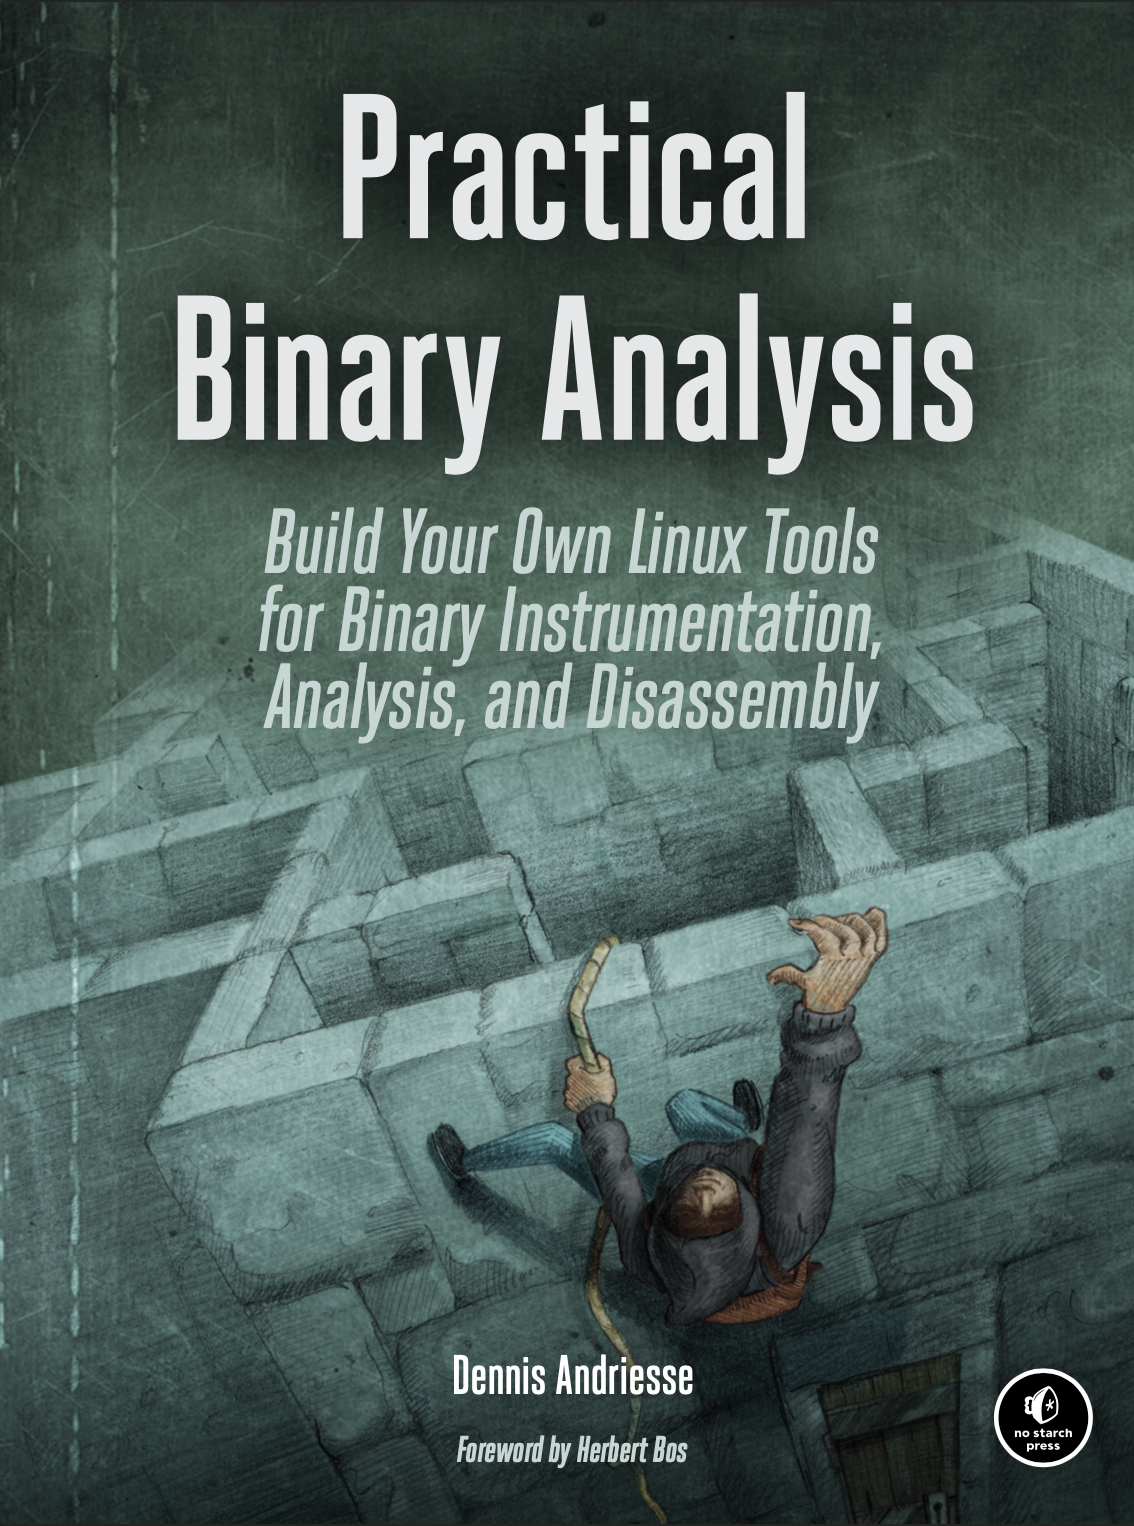 Practical
Binary Analysis
Build Your Own Linux Tools
for Binary Instrumentation,
Analysis, and Disassembly
Dennis Andriesse
Foreword by Herbert Bos
no starch
press